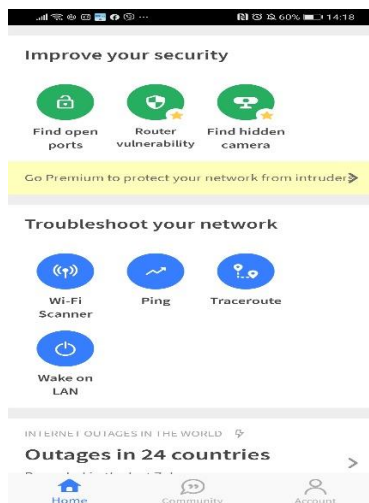 60% 14:18
Improve your security
Find open
ports
Router
vulnerability
Find hidden
camera
Go Premium to protect your network from intruders
Troubleshoot your network
Wi-Fi
Scanner
Ping
Traceroute
Wake on
LAN
INTERNET OUTAGES IN THE WORLD
Outages in 24 countries
Home
Community
Account